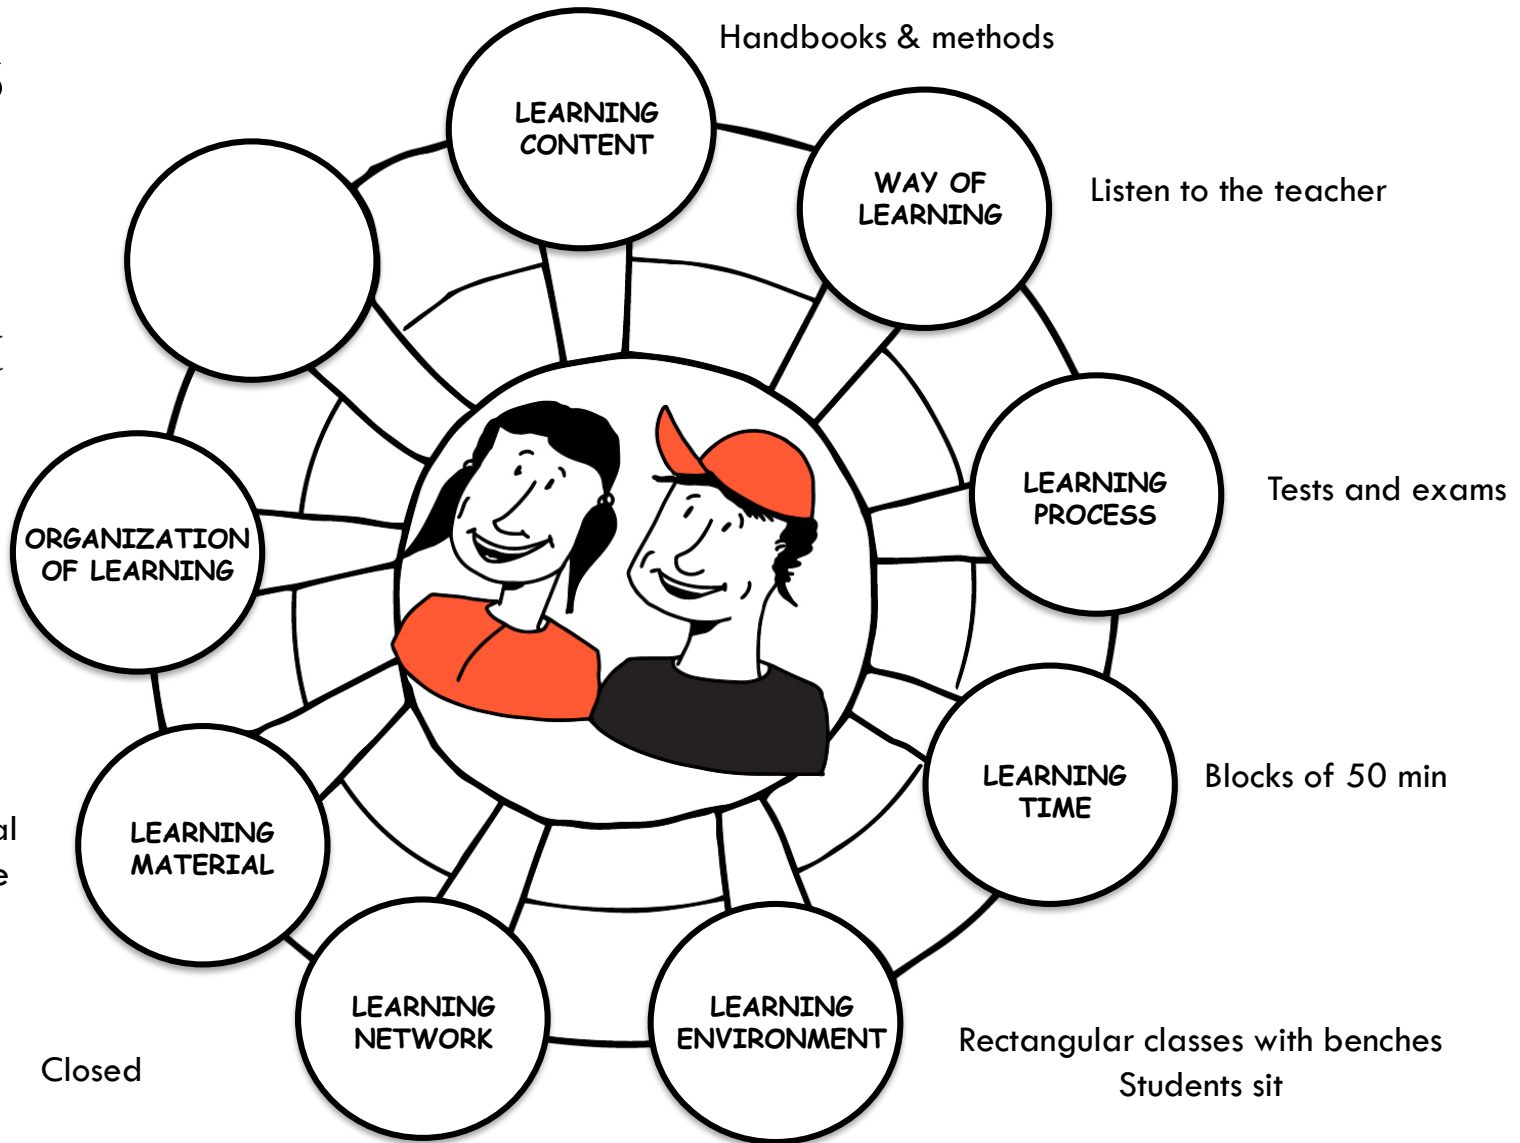 Handbooks & methods
LEARNING
CONTENT
WAY OF
LEARNING
Listen to the teacher
LEARNING
PROCESS
Tests and exams
ORGANIZATION
OF LEARNING
LEARNING
TIME
Blocks of 50 min
LEARNING
MATERIAL
LEARNING
NETWORK
Closed
LEARNING
ENVIRONMENT
Rectangular classes with benches
Students sit